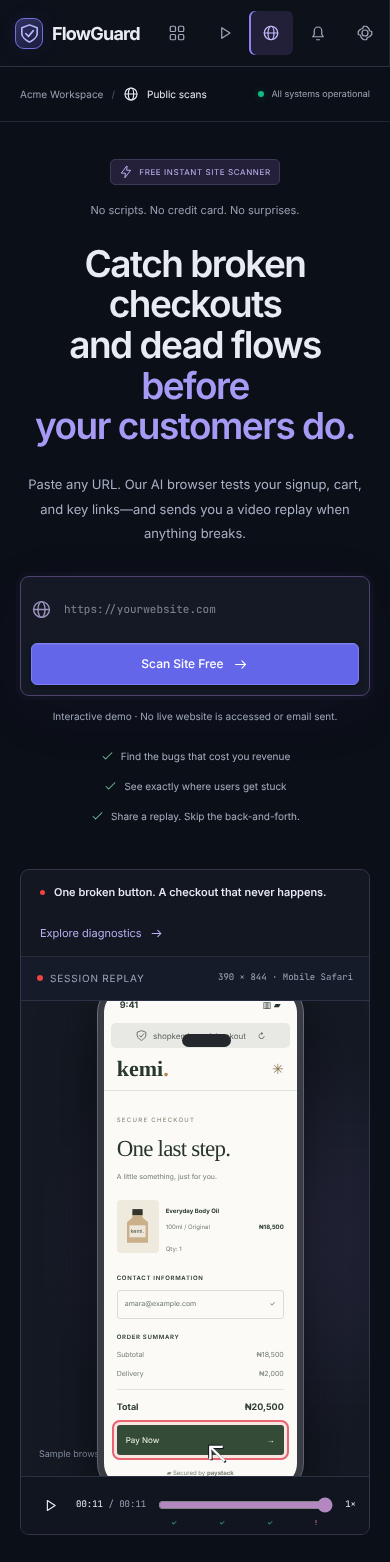 FlowGuard
Acme Workspace / Public scans
All systems operational
FREE INSTANT SITE SCANNER
No scripts. No credit card. No surprises.
Catch broken
checkouts
and dead flows
before
your customers do.
Paste any URL. Our AI browser tests your signup, cart,
and key links—and sends you a video replay when
anything breaks.
https://yourwebsite.com
Scan Site Free →
Interactive demo · No live website is accessed or email sent.
Find the bugs that cost you revenue
See exactly where users get stuck
Share a replay. Skip the back-and-forth.
One broken button. A checkout that never happens.
Explore diagnostics →
SESSION REPLAY
390 × 844 · Mobile Safari
9:41
kemi.
SECURE CHECKOUT
One last step.
A little something, just for you.
kemi.
Everyday Body Oil
100ml / Original
₦18,500
Qty: 1
CONTACT INFORMATION
amara@example.com
ORDER SUMMARY
Subtotal ₦18,500
Delivery ₦2,000
Total ₦20,500
Pay Now →
Secured by paystack
Sample
00:11 / 00:11
1×